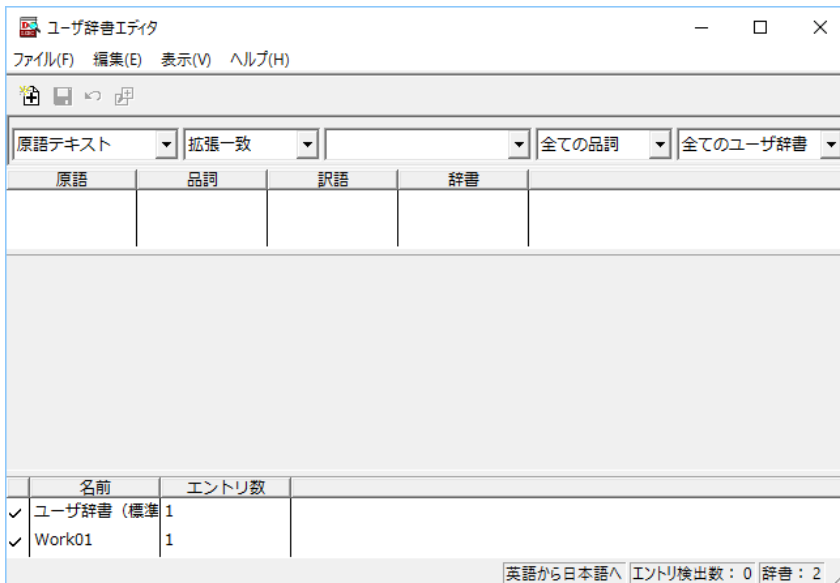 ユーザ辞書エディタ
ファイル(F) 編集(E) 表示(V) ヘルプ(H)
原語テキスト 拡張一致 全ての品詞 全てのユーザ辞書
原語 品詞 訳語 辞書
名前 エントリ数
ユーザ辞書（標準 1
Work01 1
英語から日本語へ エントリ検出数： 0 辞書： 2